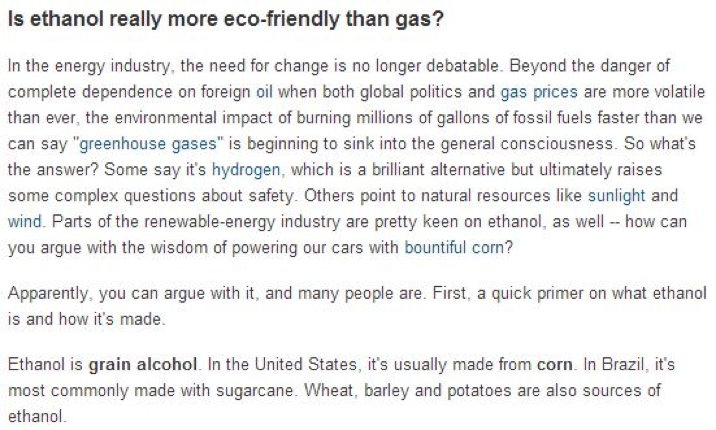 Is ethanol really more eco-friendly than gas?
In the energy industry, the need for change is no longer debatable. Beyond the danger of
complete dependence on foreign oil when both global politics and gas prices are more volatile
than ever, the environmental impact of burning millions of gallons of fossil fuels faster than we
can say "greenhouse gases" is beginning to sink into the general consciousness. So what's
the answer? Some say it's hydrogen, which is a brilliant alternative but ultimately raises
some complex questions about safety. Others point to natural resources like sunlight and
wind. Parts of the renewable-energy industry are pretty keen on ethanol, as well -- how can
you argue with the wisdom of powering our cars with bountiful corn?
Apparently, you can argue with it, and many people are. First, a quick primer on what ethanol
is and how it's made.
Ethanol is grain alcohol. In the United States, it's usually made from corn. In Brazil, it's
most commonly made with sugarcane. Wheat, barley and potatoes are also sources of
ethanol.